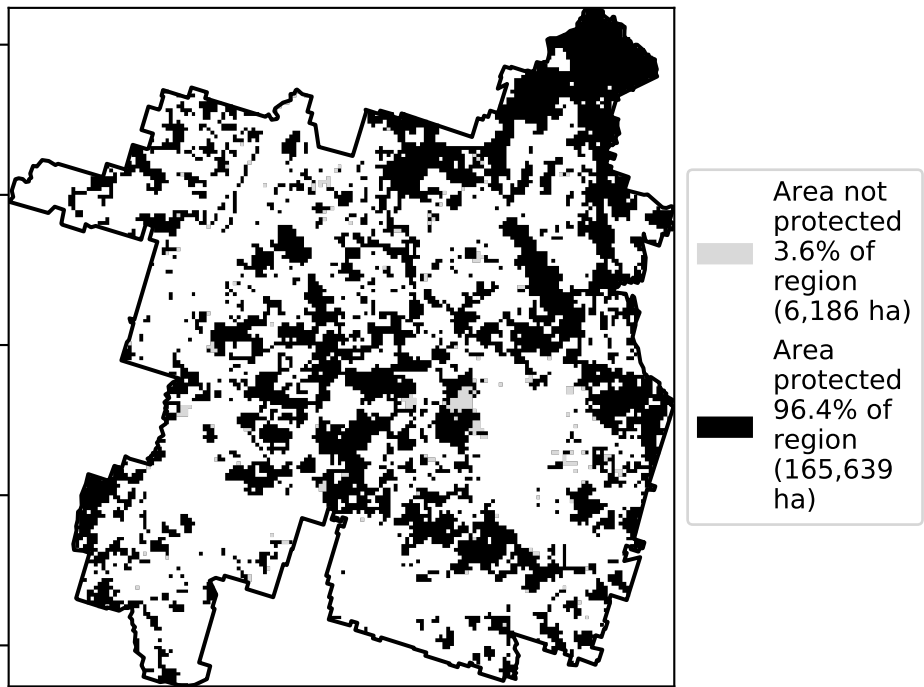 Area not
protected
3.6% of
region
(6,186 ha)
Area
protected
96.4% of
region
(165,639
ha)